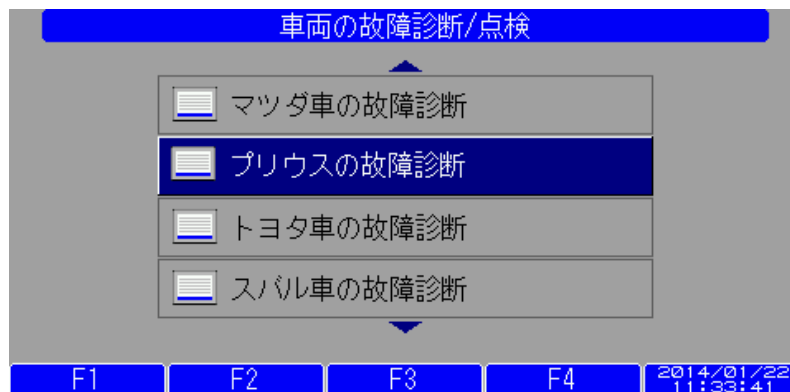 車両の故障診断/点検
マツダ車の故障診断
プリウスの故障診断
トヨタ車の故障診断
スバル車の故障診断
F1 F2 F3 F4 2014/01/22
11:33:41